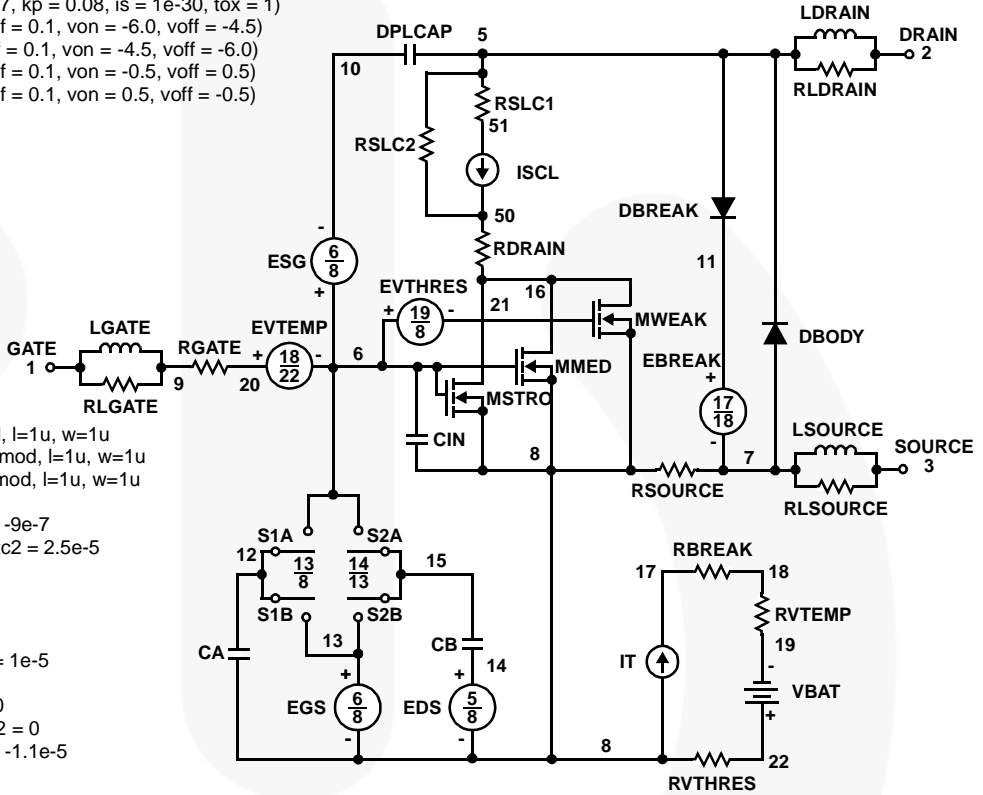 7, kp = 0.08, is = 1e-30, tox = 1)
f = 0.1, von = -6.0, voff = -4.5)
f = 0.1, von = -4.5, voff = -6.0)
f = 0.1, von = -0.5, voff = 0.5)
f = 0.1, von = 0.5, voff = -0.5)
LDRAIN
DPLCAP 5
DRAIN
2
10
RLDRAIN
RSLC1
51
RSLC2
ISCL
DBREAK
50
RDRAIN
11
ESG 6/8
- +
EVTHRES
+ 19/8 -
16
21
MWEAK
DBODY
LGATE
EVTEMP
GATE
1
RGATE
+ 18/22 -
6
EBREAK
MMED
9
20
+
17/18
-
RLGATE
MSTRO
LSOURCE
CIN
8
7
SOURCE
3
RSOURCE
RLSOURCE
, l=1u, w=1u
mod, l=1u, w=1u
mod, l=1u, w=1u
-9e-7
c2 = 2.5e-5
S1A
S2A
12
13/8
14/13
15
RBREAK
17
18
S1B
S2B
RVTEMP
13
CB
CA
19
= 1e-5
14
IT
-
VBAT
+
+
EGS 6/8
-
+
EDS 5/8
-
0
2 = 0
-1.1e-5
8
22
RVTHRES